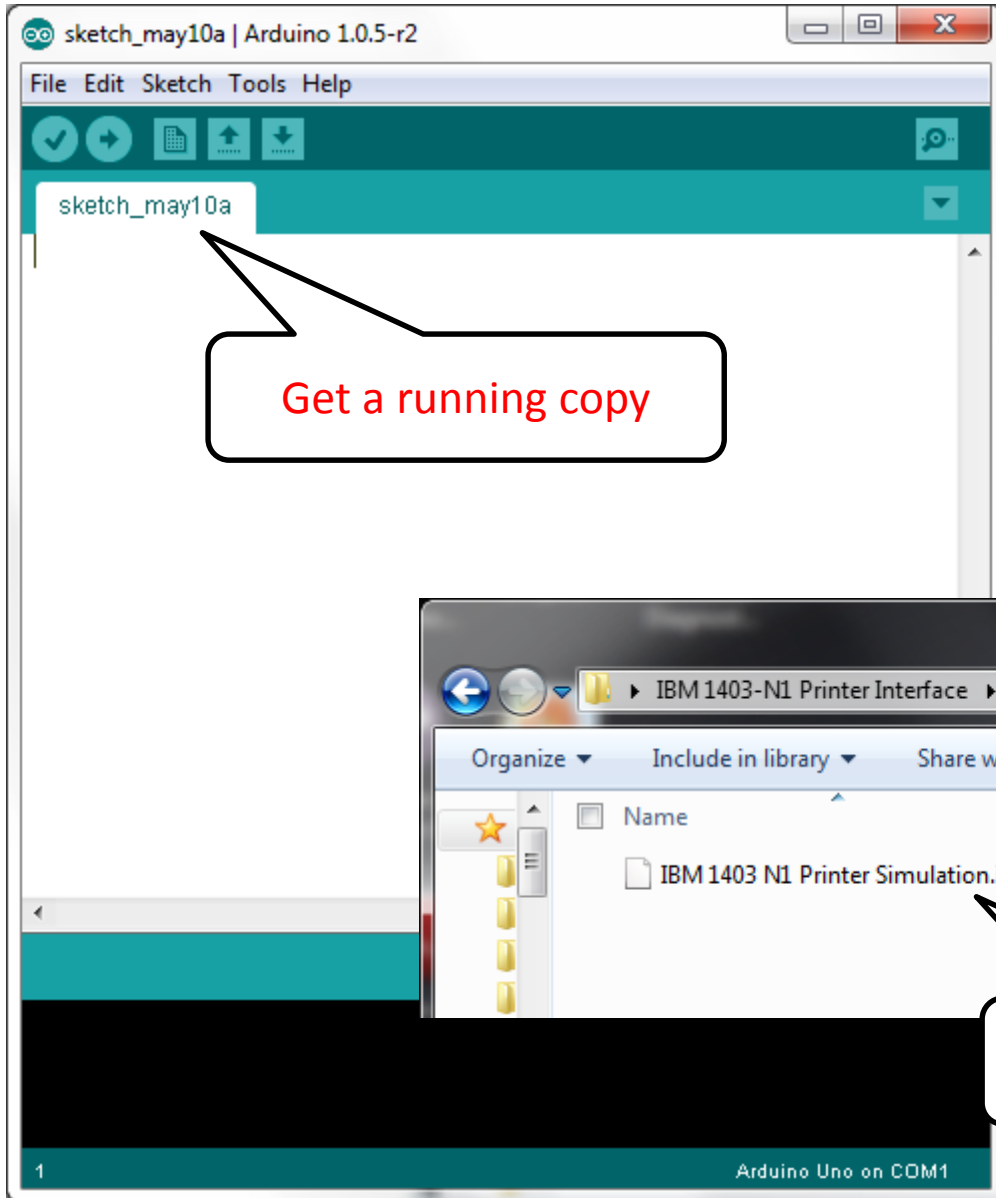 sketch_may10a | Arduino 1.0.5-r2
File Edit Sketch Tools Help
sketch_may10a
Get a running copy
IBM 1403-N1 Printer Interface
Organize Include in library Share w
Name
IBM 1403 N1 Printer Simulation.
1 Arduino Uno on COM1